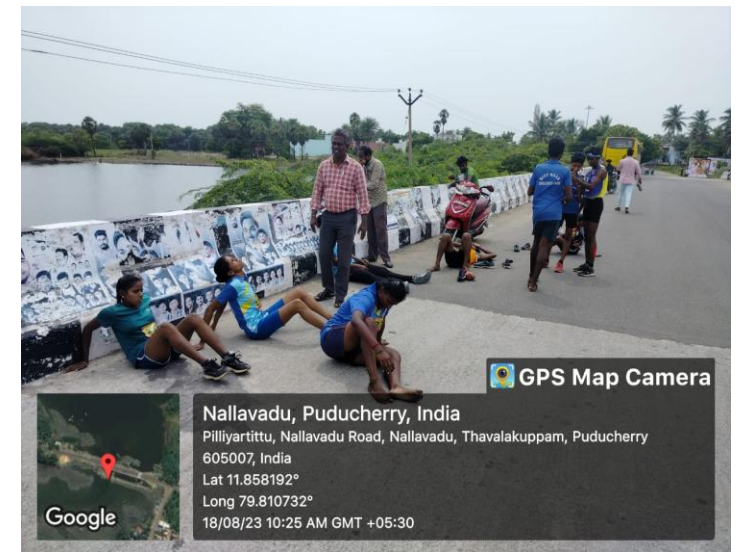 GPS Map Camera
Nallavadu, Puducherry, India
Pilliyartittu, Nallavadu Road, Nallavadu, Thavalakuppam, Puducherry
605007, India
Lat 11.858192°
Long 79.810732°
18/08/23 10:25 AM GMT +05:30
Google